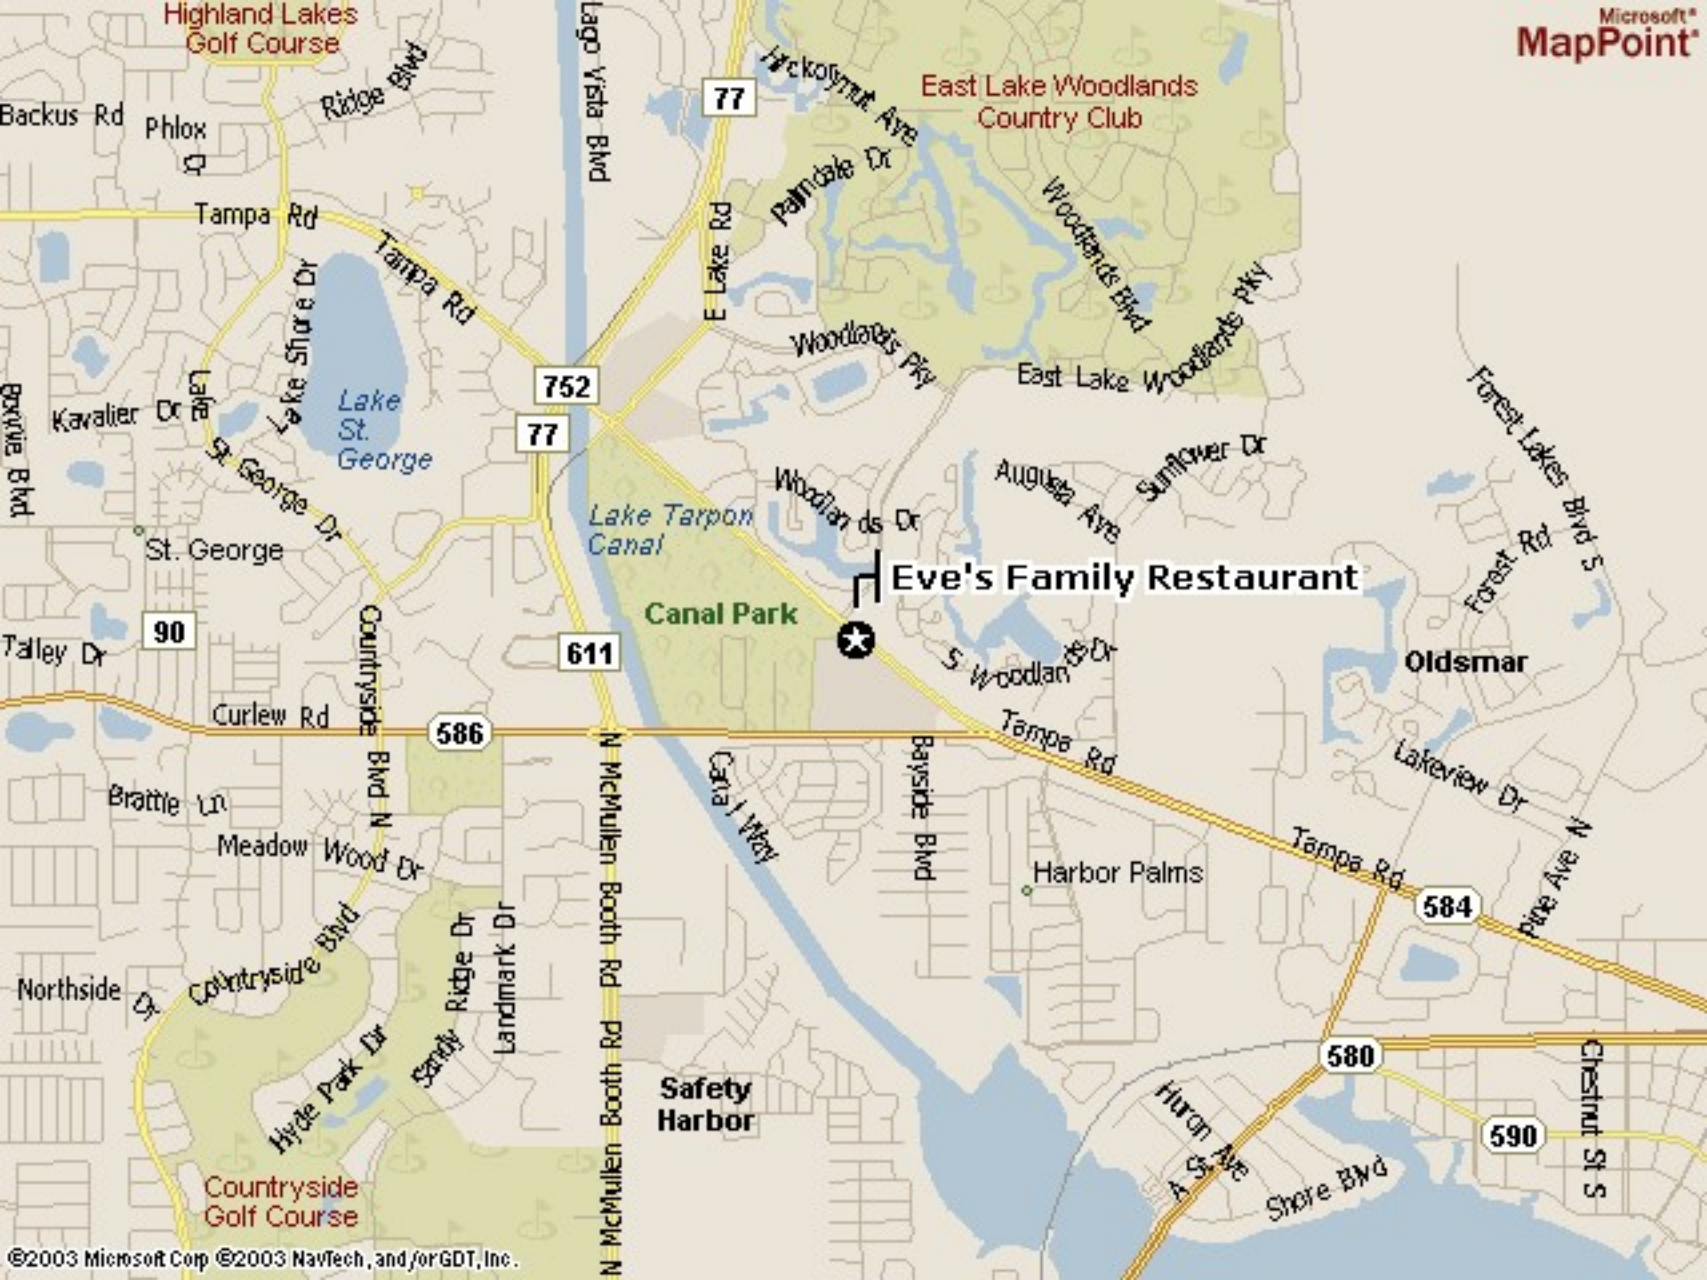 Highland Lakes
Golf Course
Ridge Blvd
Lago Vista Blvd
Microsoft®
MapPoint®
Hickorynut Ave
77
East Lake Woodlands
Country Club
Backus Rd
Phlox
Cr
Palmdale Dr
Tampa Rd
E Lake Rd
Woodlands Blvd
Tampa Rd
Lake Shore Dr
Woodlands Pky
East Lake Woodlands Pky
752
Lake
St.
George
Kavalier Dr
Lake St. George Dr
77
Forest Lakes Blvd S
Sunflower Dr
Augusta Ave
Woodlands Dr
Lake Tarpon
Canal
St. George
Forest Rd
Eve's Family Restaurant
Canal Park
90
Talley Dr
611
Countryside Blvd N
S Woodlands Dr
Oldsmar
Curlew Rd
586
Tampa Rd
Bayside Blvd
Canal Way
N McMullen Booth Rd
Lakeview Dr
Brattle Ln
Meadow Wood Dr
Harbor Palms
Tampa Rd
584
Pine Ave N
Countryside Blvd
Northside Dr
Sandy Ridge Dr
Landmark Dr
Hyde Park Dr
N McMullen Booth Rd
Safety
Harbor
580
590
Chestnut St S
Huron Ave
A St
Shore Blvd
Countryside
Golf Course
©2003 Microsoft Corp ©2003 NavTech, and/or GDT, Inc.